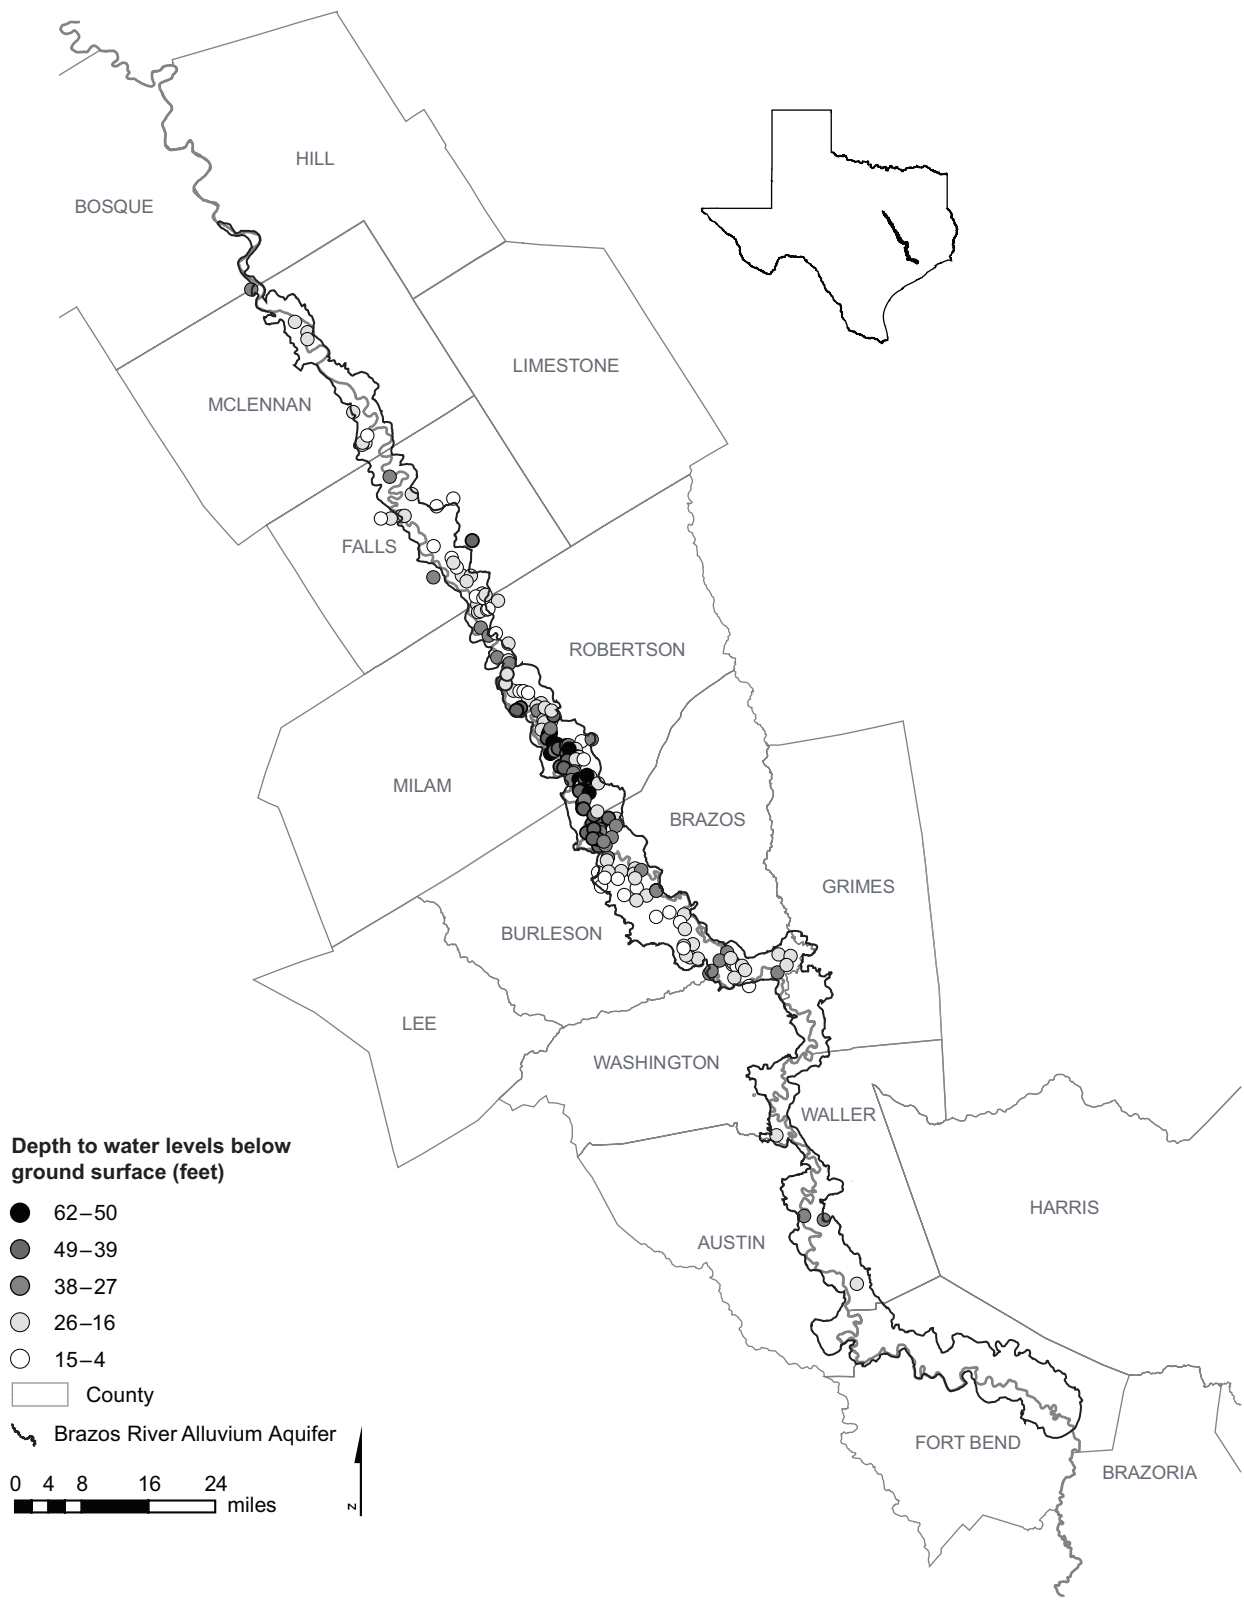 HILL
BOSQUE
LIMESTONE
MCLENNAN
FALLS
ROBERTSON
MILAM
BRAZOS
GRIMES
BURLESON
LEE
WASHINGTON
WALLER
HARRIS
AUSTIN
FORT BEND
BRAZORIA
Depth to water levels below
ground surface (feet)
62–50
49–39
38–27
26–16
15–4
County
Brazos River Alluvium Aquifer
0 4 8 16 24
miles
N